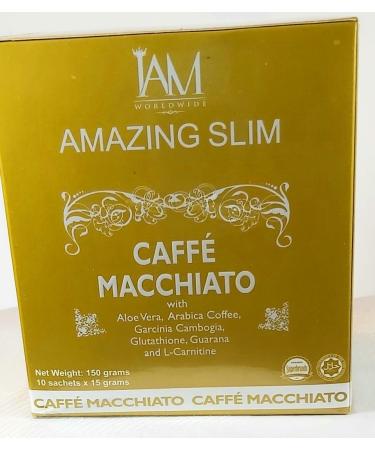 IAM
WORLDWIDE
AMAZING SLIM
CAFFÉ
MACCHIATO
with
Aloe Vera, Arabica Coffee,
Garcinia Cambogia,
Glutathione, Guarana
and L-Carnitine
Net Weight: 150 grams
10 sachets x 15 grams
CAFFÉ MACCHIATO CAFFÉ MACCHIATO